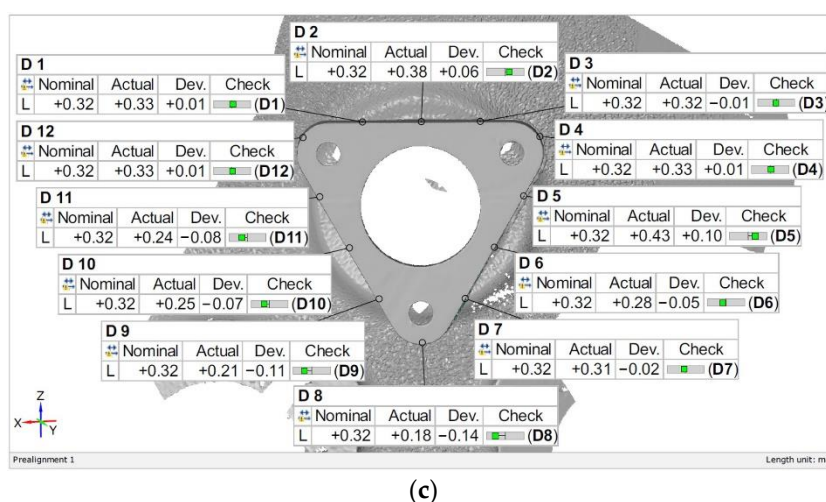 D 2
Nominal Actual Dev. Check
L +0.32 +0.38 +0.06 (D2)
D 1
Nominal Actual Dev. Check
L +0.32 +0.33 +0.01 (D1)
D 3
Nominal Actual Dev. Check
L +0.32 +0.32 −0.01 (D3)
D 12
Nominal Actual Dev. Check
L +0.32 +0.33 +0.01 (D12)
D 4
Nominal Actual Dev. Check
L +0.32 +0.33 +0.01 (D4)
D 11
Nominal Actual Dev. Check
L +0.32 +0.24 −0.08 (D11)
D 5
Nominal Actual Dev. Check
L +0.32 +0.43 +0.10 (D5)
D 10
Nominal Actual Dev. Check
L +0.32 +0.25 −0.07 (D10)
D 6
Nominal Actual Dev. Check
L +0.32 +0.28 −0.05 (D6)
D 9
Nominal Actual Dev. Check
L +0.32 +0.21 −0.11 (D9)
D 7
Nominal Actual Dev. Check
L +0.32 +0.31 −0.02 (D7)
D 8
Nominal Actual Dev. Check
L +0.32 +0.18 −0.14 (D8)
Z
X
Y
Prealignment 1
Length unit: m
(c)